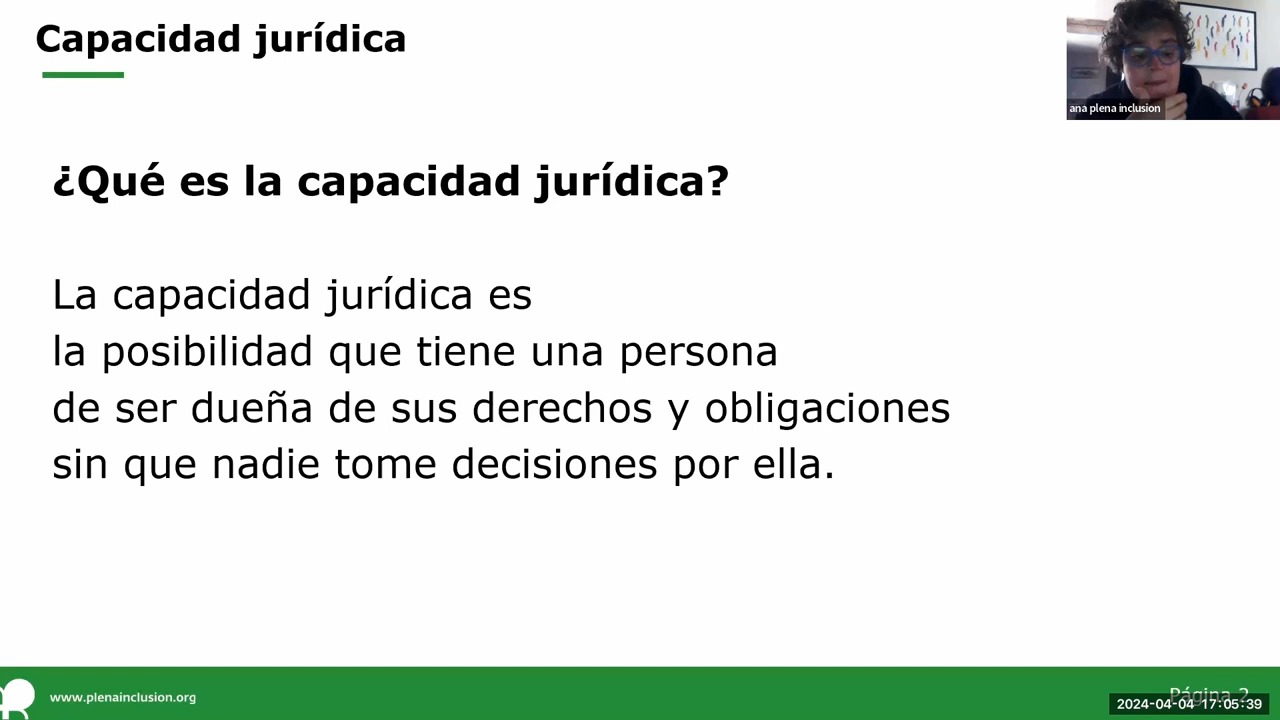 Capacidad jurídica
ana plena inclusion
¿Qué es la capacidad jurídica?
La capacidad jurídica es
la posibilidad que tiene una persona
de ser dueña de sus derechos y obligaciones
sin que nadie tome decisiones por ella.
www.plenainclusion.org
Página 2
2024-04-04 17:05:39